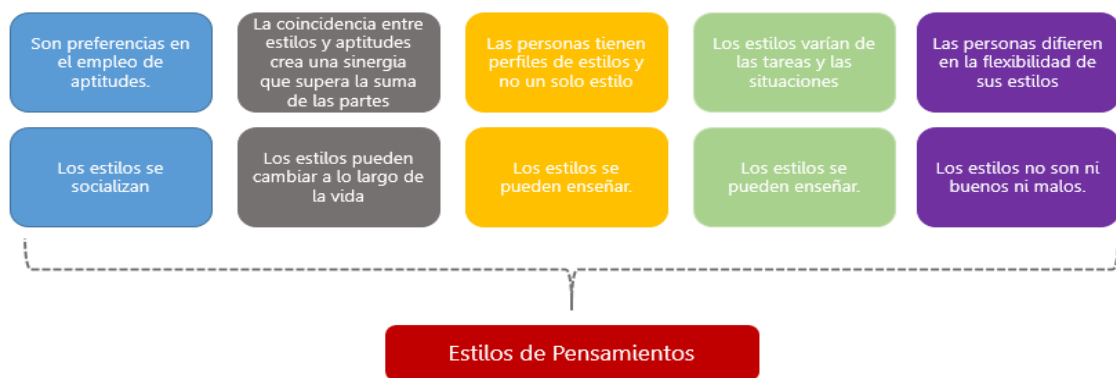 Son preferencias en
el empleo de
aptitudes.
La coincidencia entre
estilos y aptitudes
crea una sinergia
que supera la suma
de las partes
Las personas tienen
perfiles de estilos y
no un solo estilo
Los estilos varían de
las tareas y las
situaciones
Las personas difieren
en la flexibilidad de
sus estilos
Los estilos se
socializan
Los estilos pueden
cambiar a lo largo de
la vida
Los estilos se
pueden enseñar.
Los estilos se
pueden enseñar.
Los estilos no son ni
buenos ni malos.
Estilos de Pensamientos